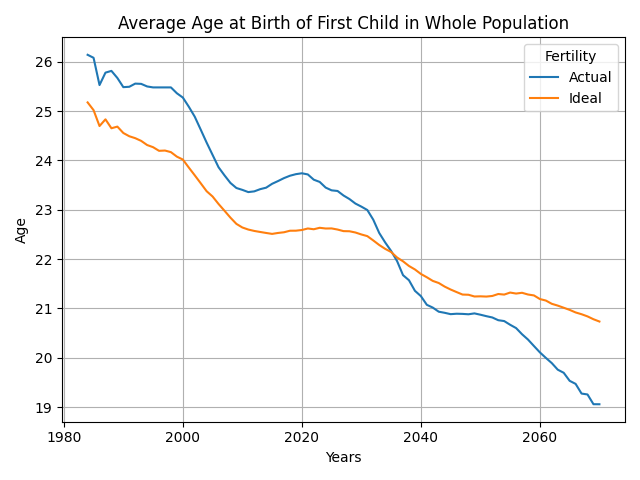 Average Age at Birth of First Child in Whole Population
Fertility
Actual
Ideal
Age
26
25
24
23
22
21
20
19
1980
2000
2020
2040
2060
Years